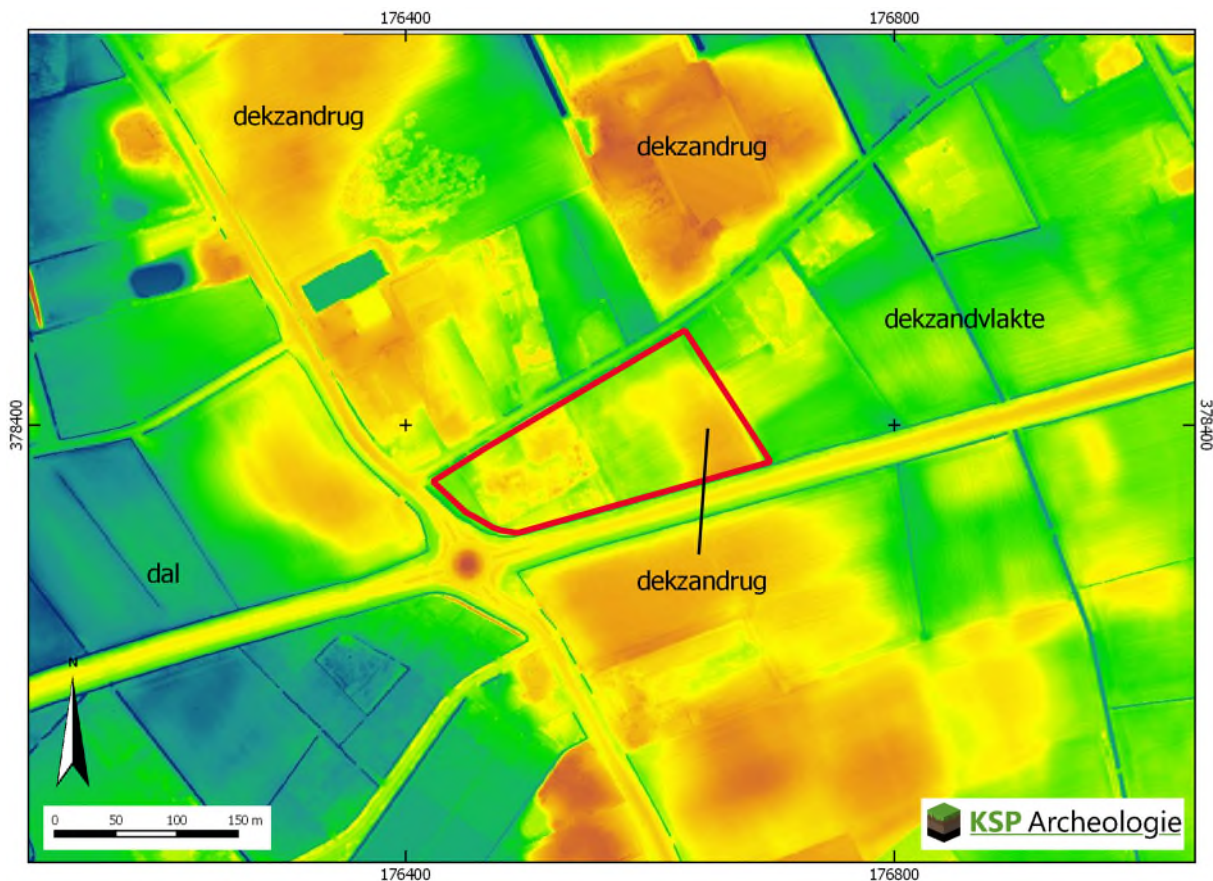 176400 176800
dekzandrug
dekzandrug
dekzandvlakte
378400 378400
dal
dekzandrug
N
0 50 100 150 m
KSP Archeologie
176400 176800